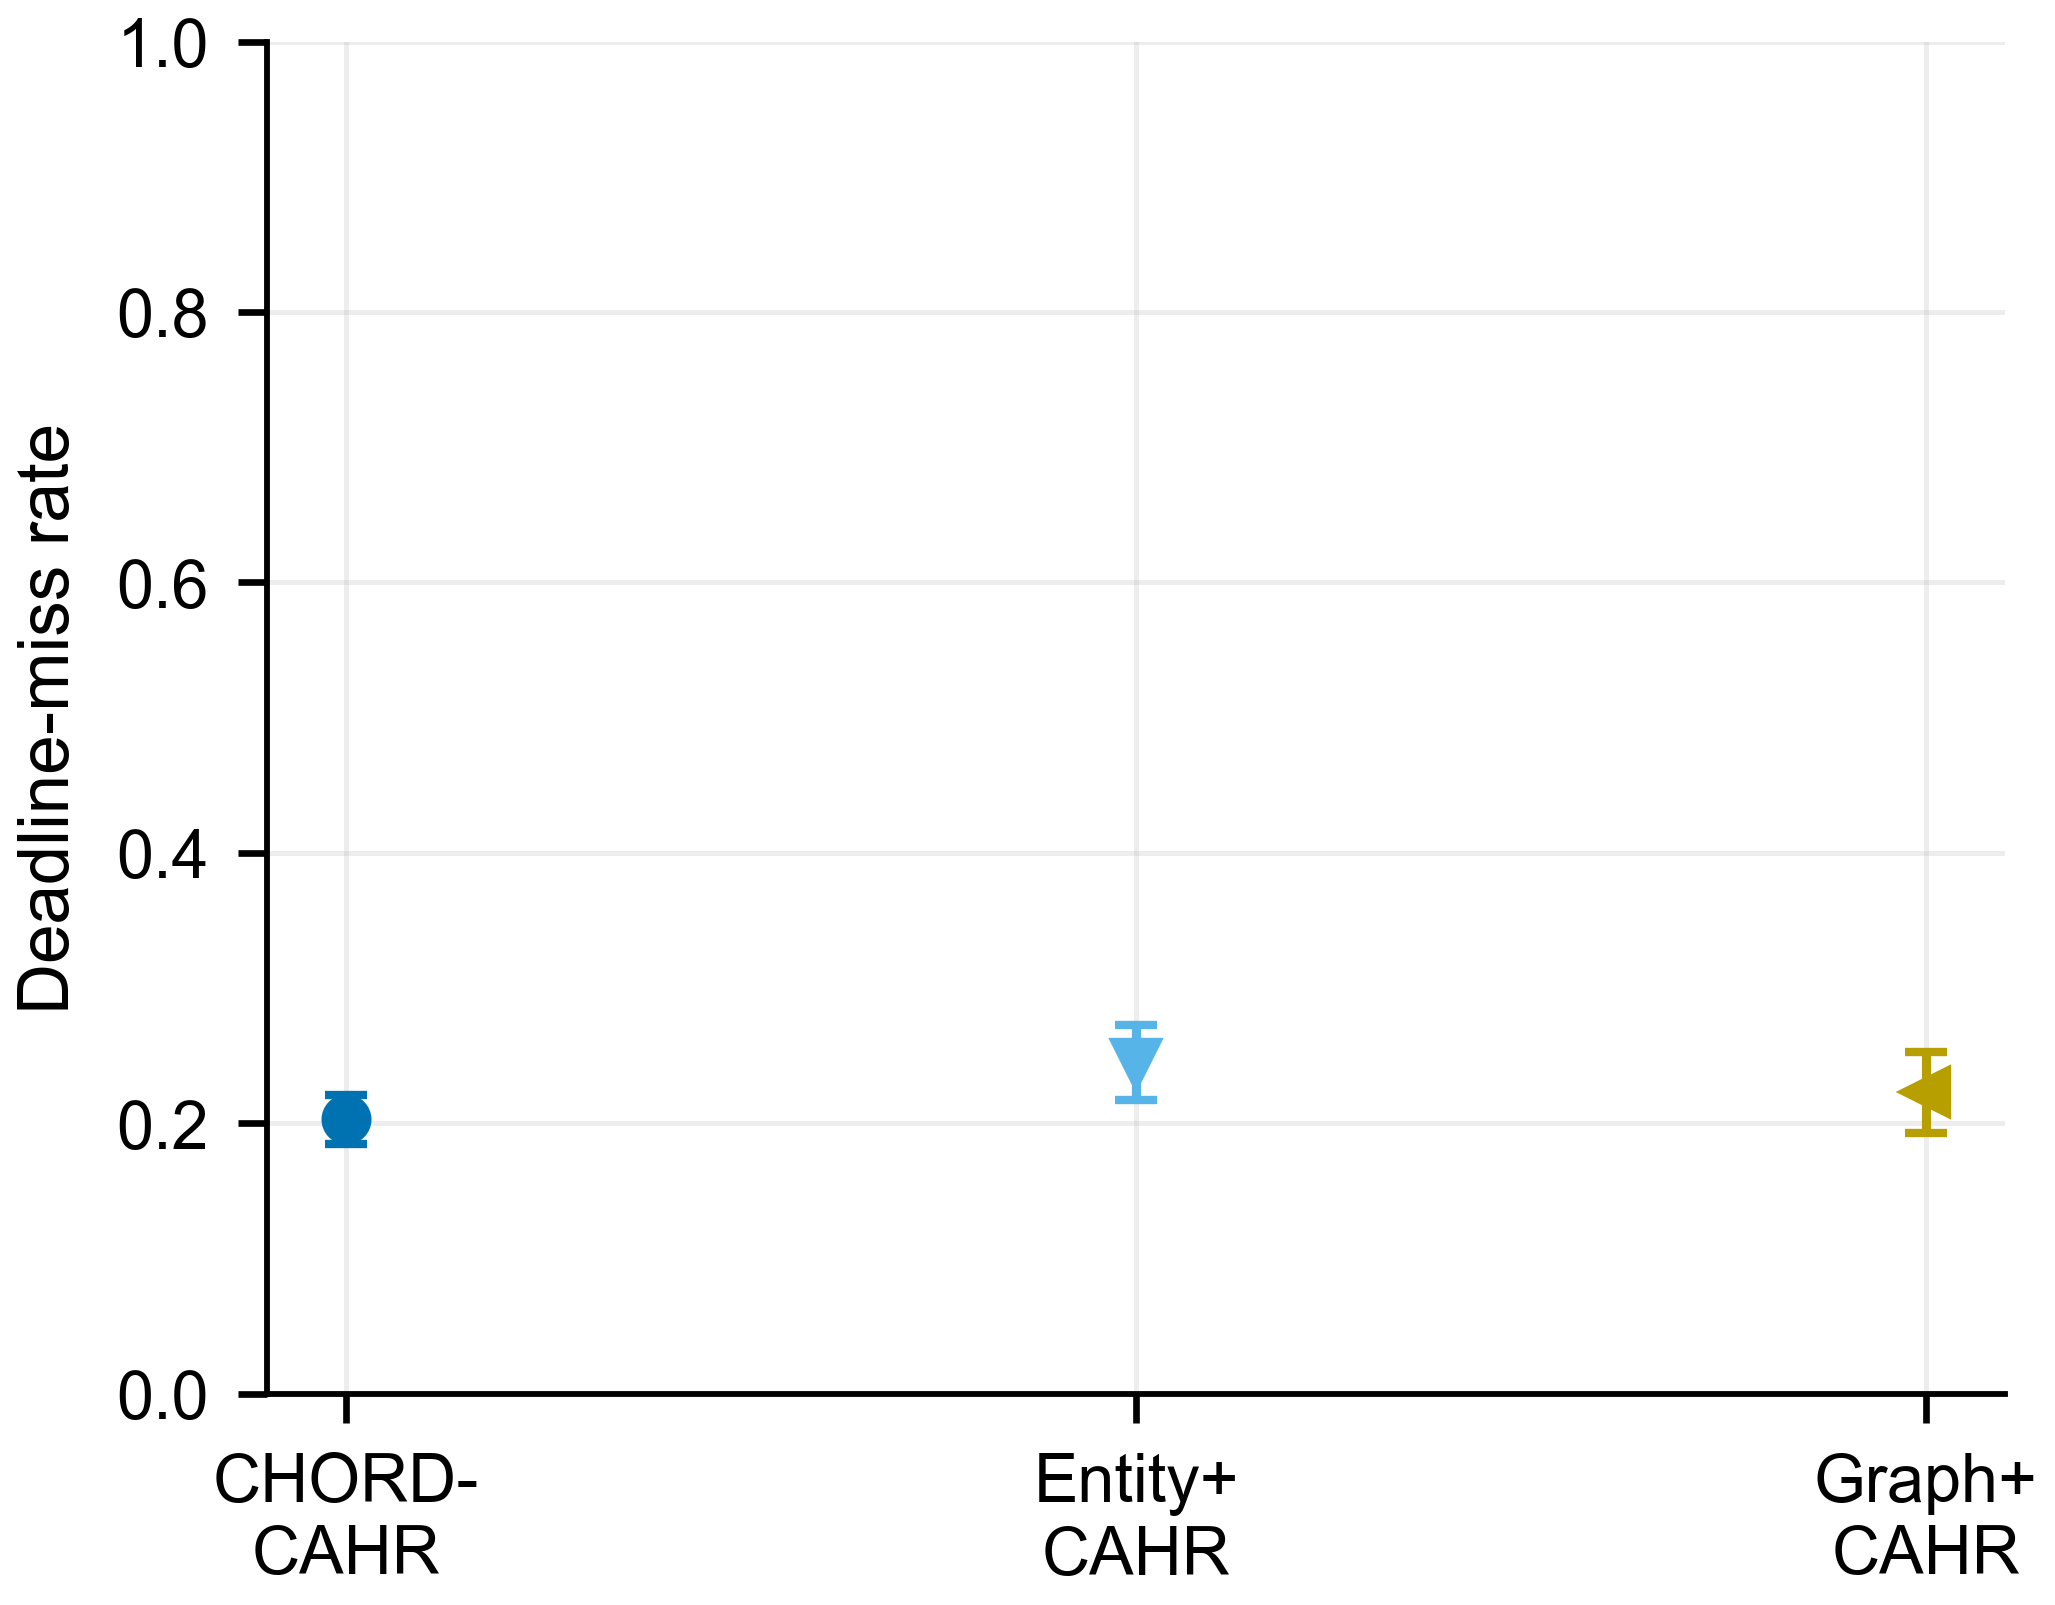 Deadline-miss rate
1.0
0.8
0.6
0.4
0.2
0.0
CHORD-
CAHR
Entity+
CAHR
Graph+
CAHR